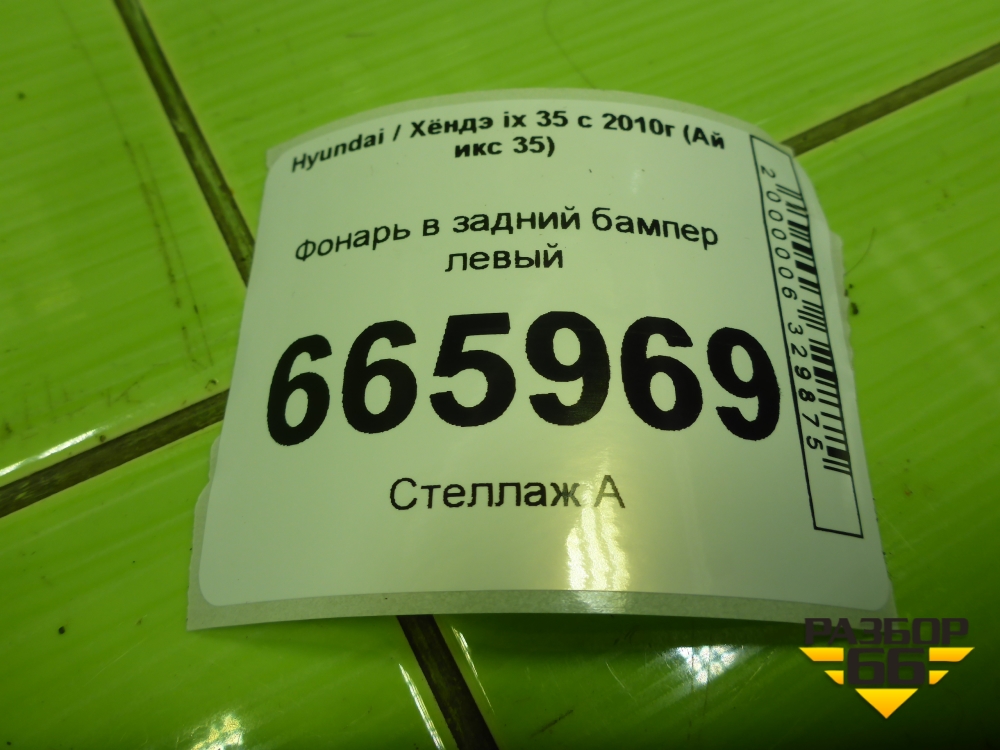 Hyundai / Хёндэ ix 35 с 2010г (Ай
икс 35)
Фонарь в задний бампер
левый
665969
Стеллаж А
2000006329875
РАЗБОР
66